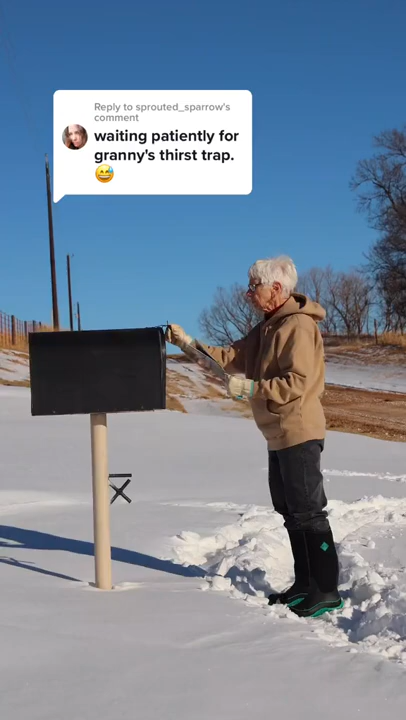 Reply to sprouted_sparrow's
comment
waiting patiently for
granny's thirst trap.
😅